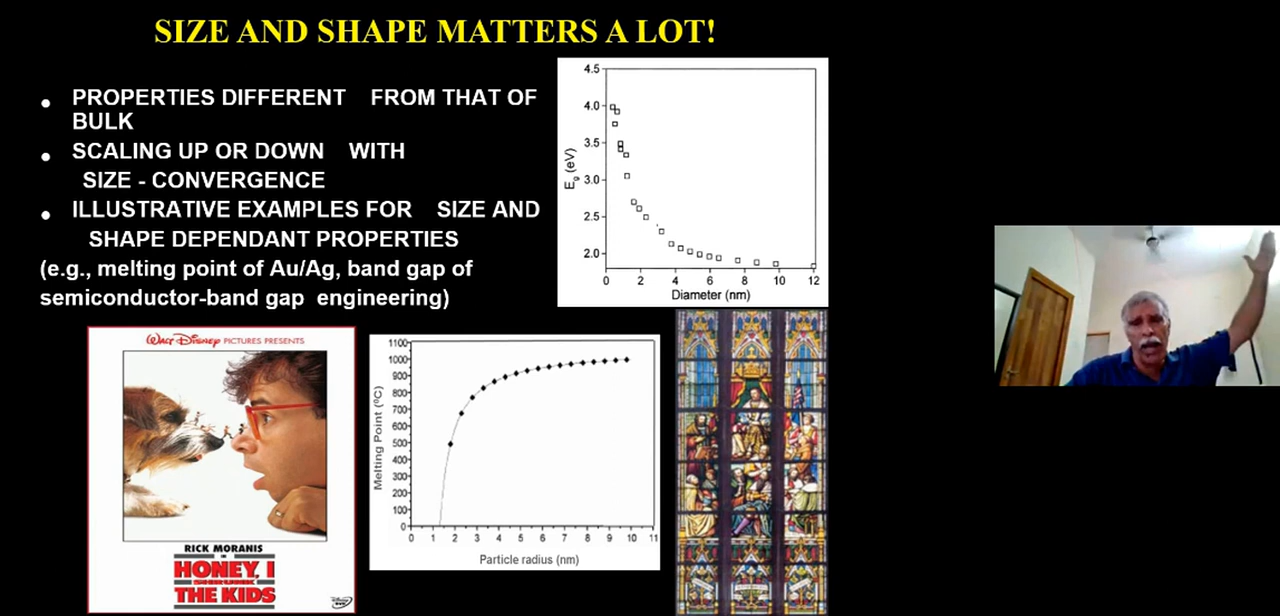 SIZE AND SHAPE MATTERS A LOT!
• PROPERTIES DIFFERENT FROM THAT OF
BULK
• SCALING UP OR DOWN WITH
SIZE - CONVERGENCE
• ILLUSTRATIVE EXAMPLES FOR SIZE AND
SHAPE DEPENDANT PROPERTIES
(e.g., melting point of Au/Ag, band gap of
semiconductor-band gap engineering)
4.5
4.0
3.5
3.0
2.5
2.0
Eg (eV)
0 2 4 6 8 10 12
Diameter (nm)
WALT DISNEY PICTURES PRESENTS
RICK MORANIS
IN
HONEY, I
SHRUNK
THE KIDS
DVD
1100
1000
900
800
700
600
500
400
300
200
100
0
Melting Point (⁰C)
0 1 2 3 4 5 6 7 8 9 10 11
Particle radius (nm)